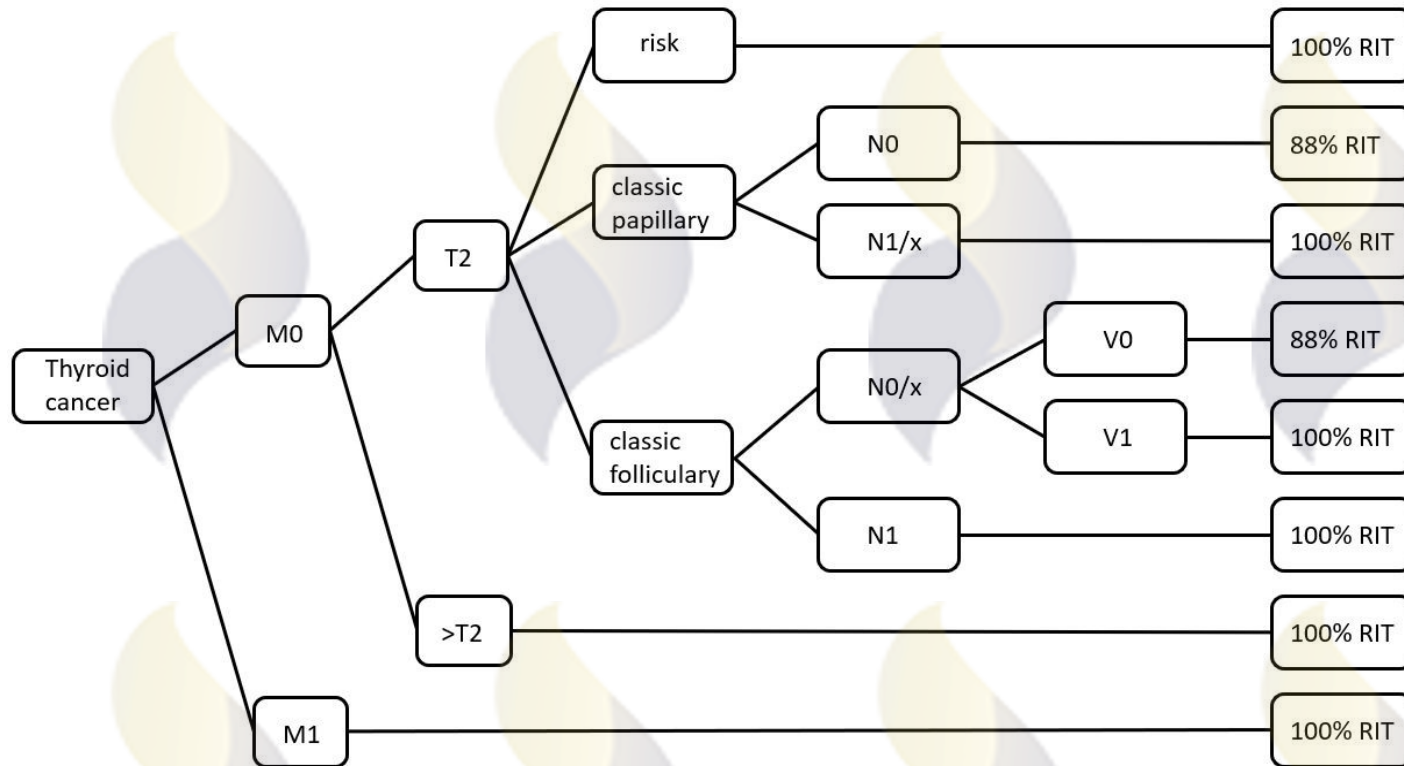 risk
100% RIT
N0
88% RIT
classic
papillary
N1/x
100% RIT
T2
M0
V0
88% RIT
Thyroid
cancer
N0/x
V1
100% RIT
classic
folliculary
N1
100% RIT
>T2
100% RIT
M1
100% RIT